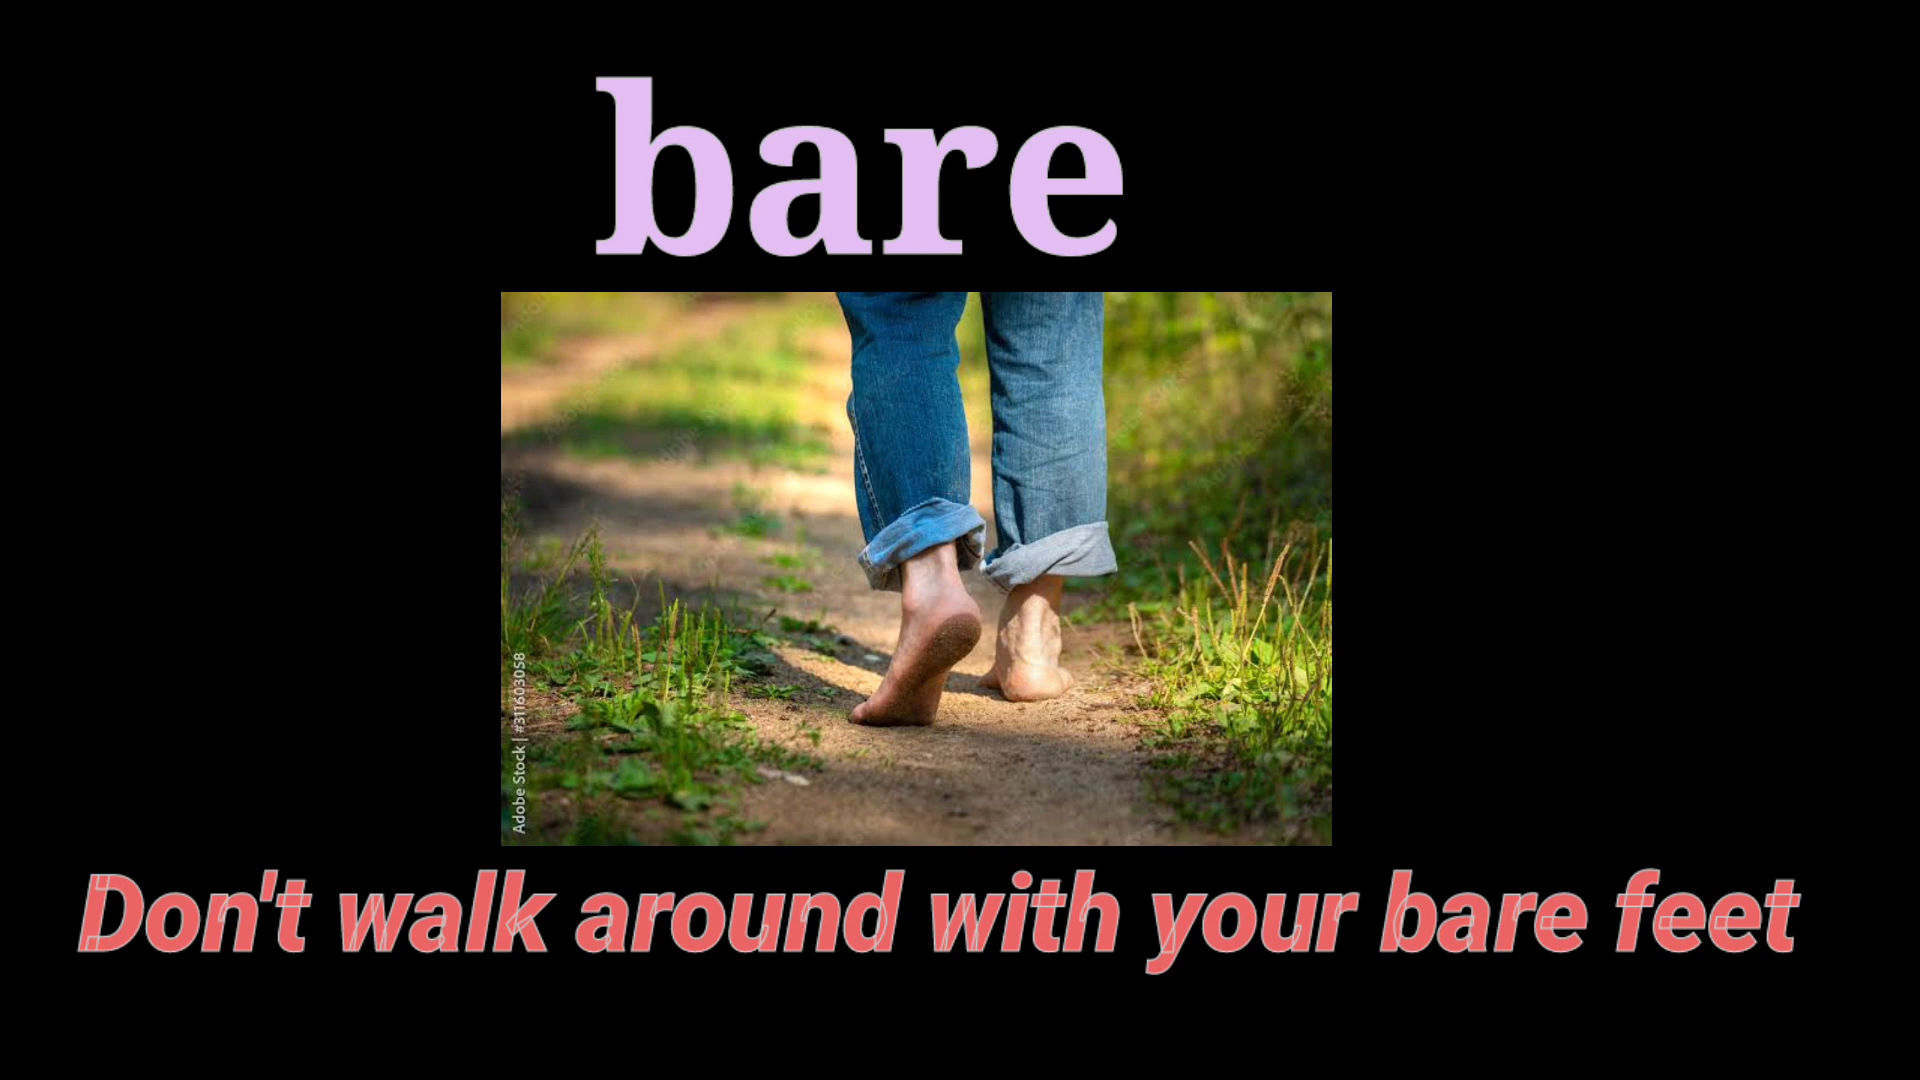 bare
Adobe Stock | #311603058
Don't walk around with your bare feet